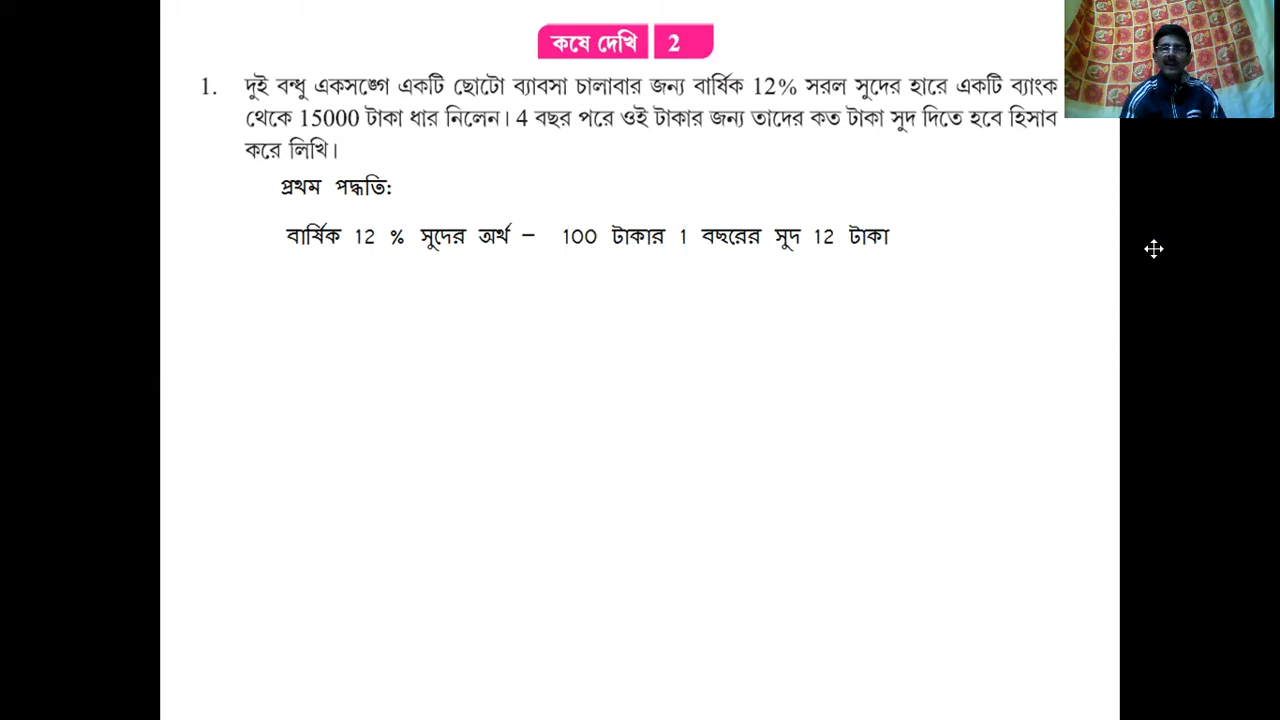 কষে দেখি 2
1. দুই বন্ধু একসঙ্গে একটি ছোটো ব্যাবসা চালাবার জন্য বার্ষিক 12% সরল সুদের হারে একটি ব্যাংক
থেকে 15000 টাকা ধার নিলেন। 4 বছর পরে ওই টাকার জন্য তাদের কত টাকা সুদ দিতে হবে হিসাব
করে লিখি।
প্রথম পদ্ধতি:
বার্ষিক 12 % সুদের অর্থ – 100 টাকার 1 বছরের সুদ 12 টাকা